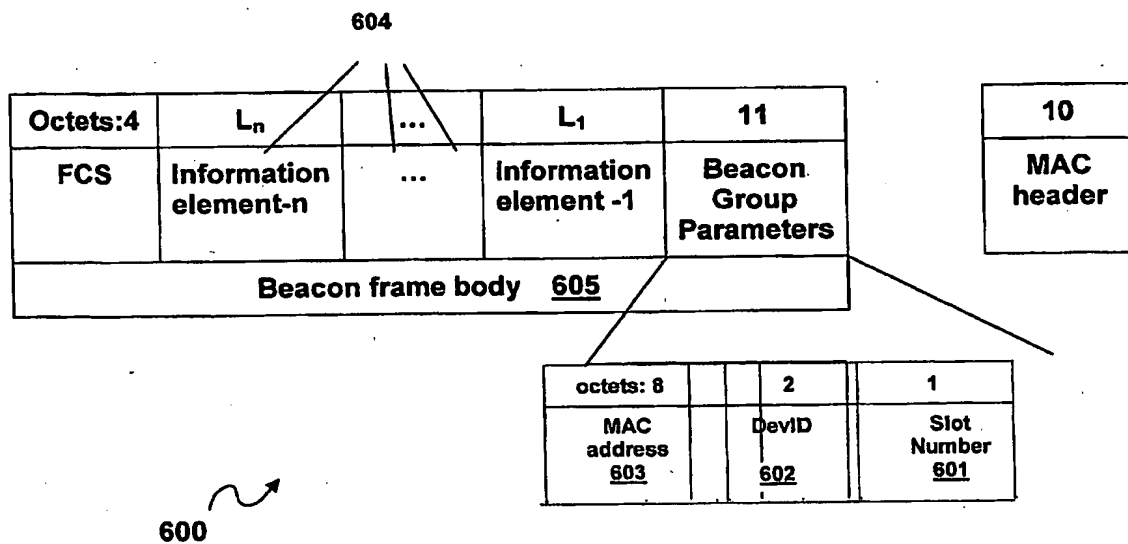 604
Octets:4 Ln ... L1 11 10
FCS Information element-n ... Information element -1 Beacon Group Parameters MAC header
Beacon frame body 605
octets: 8 2 1
MAC address 603 DevID 602 Slot Number 601
600